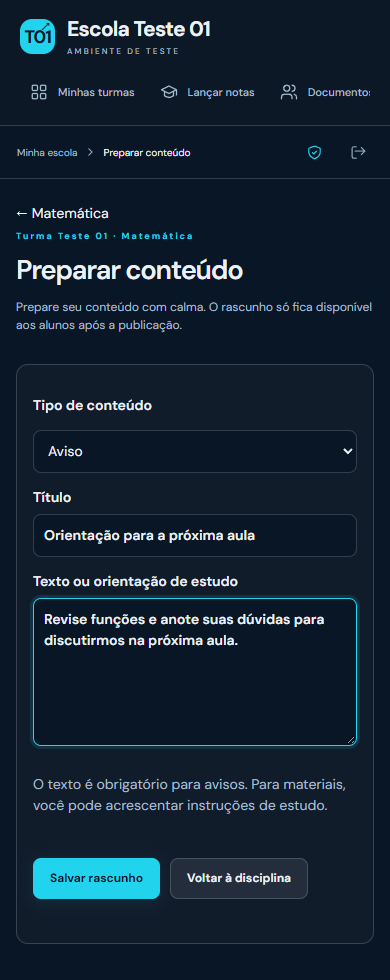 TO1
Escola Teste 01
AMBIENTE DE TESTE
Minhas turmas
Lançar notas
Documentos
Minha escola
Preparar conteúdo
← Matemática
Turma Teste 01 · Matemática
Preparar conteúdo
Prepare seu conteúdo com calma. O rascunho só fica disponível
aos alunos após a publicação.
Tipo de conteúdo
Aviso
Título
Orientação para a próxima aula
Texto ou orientação de estudo
Revise funções e anote suas dúvidas para
discutirmos na próxima aula.
O texto é obrigatório para avisos. Para materiais,
você pode acrescentar instruções de estudo.
Salvar rascunho
Voltar à disciplina